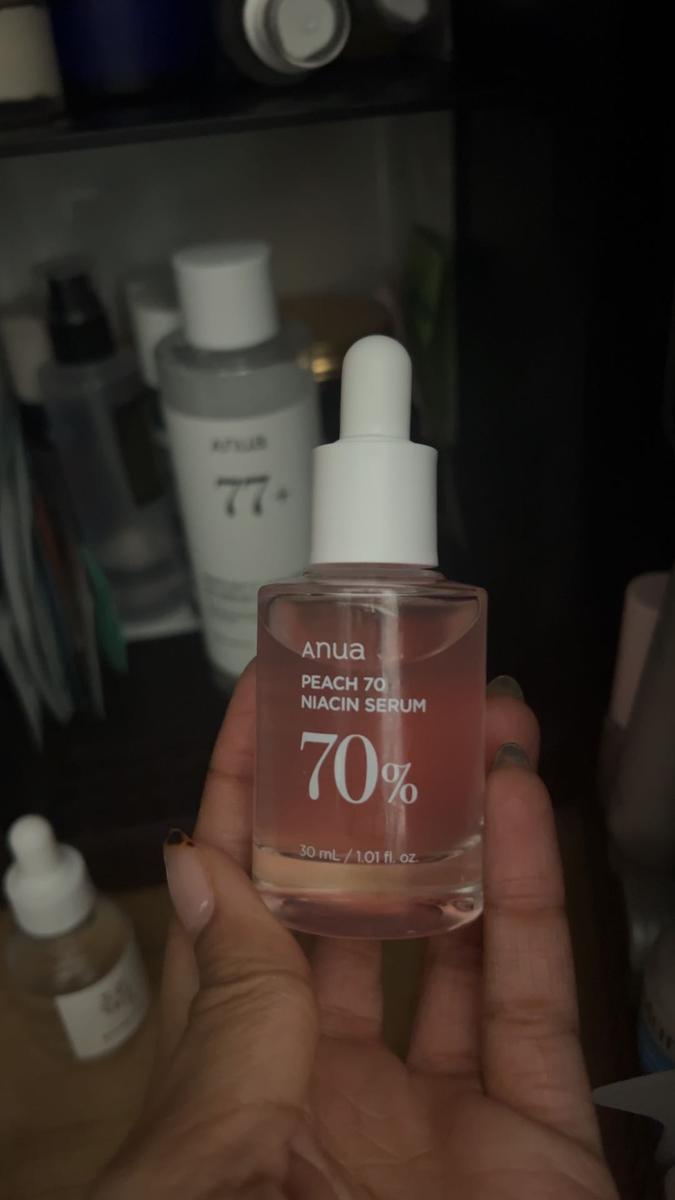 Anua
77+
Anua
PEACH 70
NIACIN SERUM
70%
30 mL / 1.01 fl. oz.